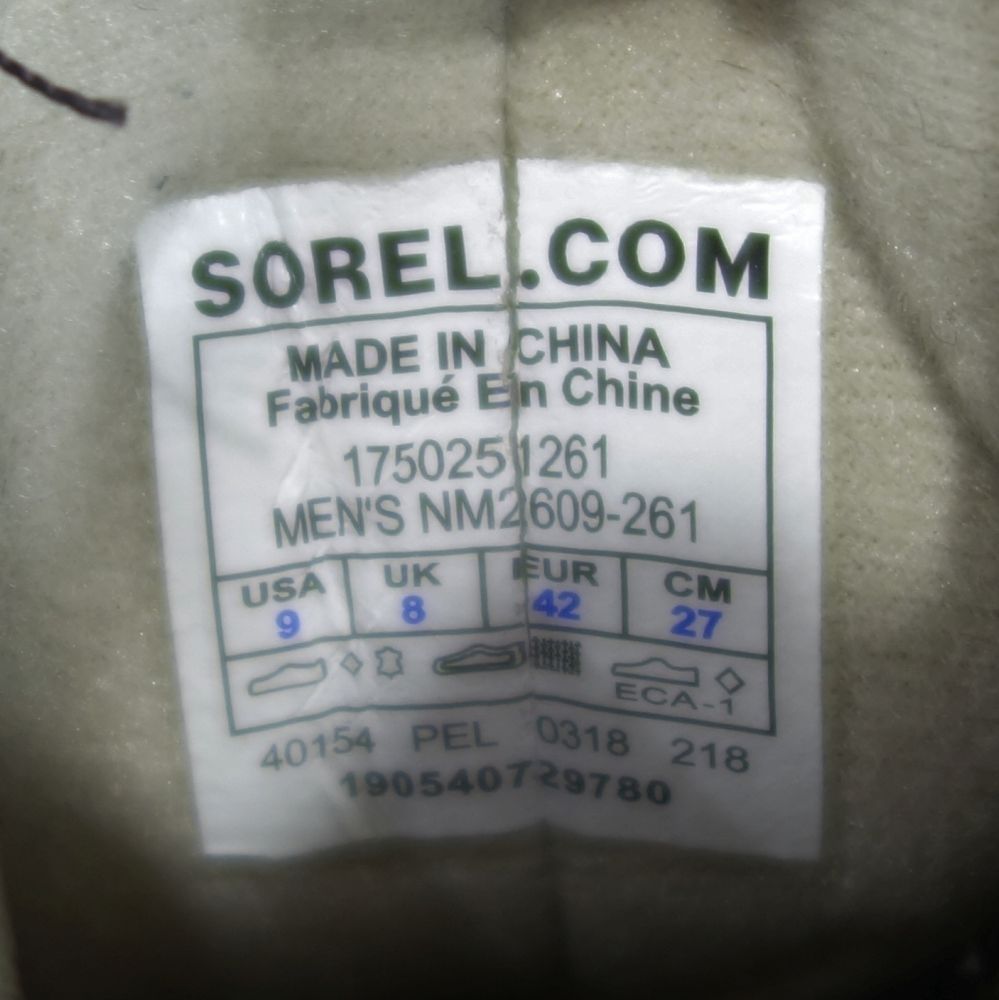 SOREL.COM
MADE IN CHINA
Fabriqué En Chine
1750251261
MEN'S NM2609-261
USA UK EUR CM
9 8 42 27
ECA-1
40154 PEL 0318 218
190540729780